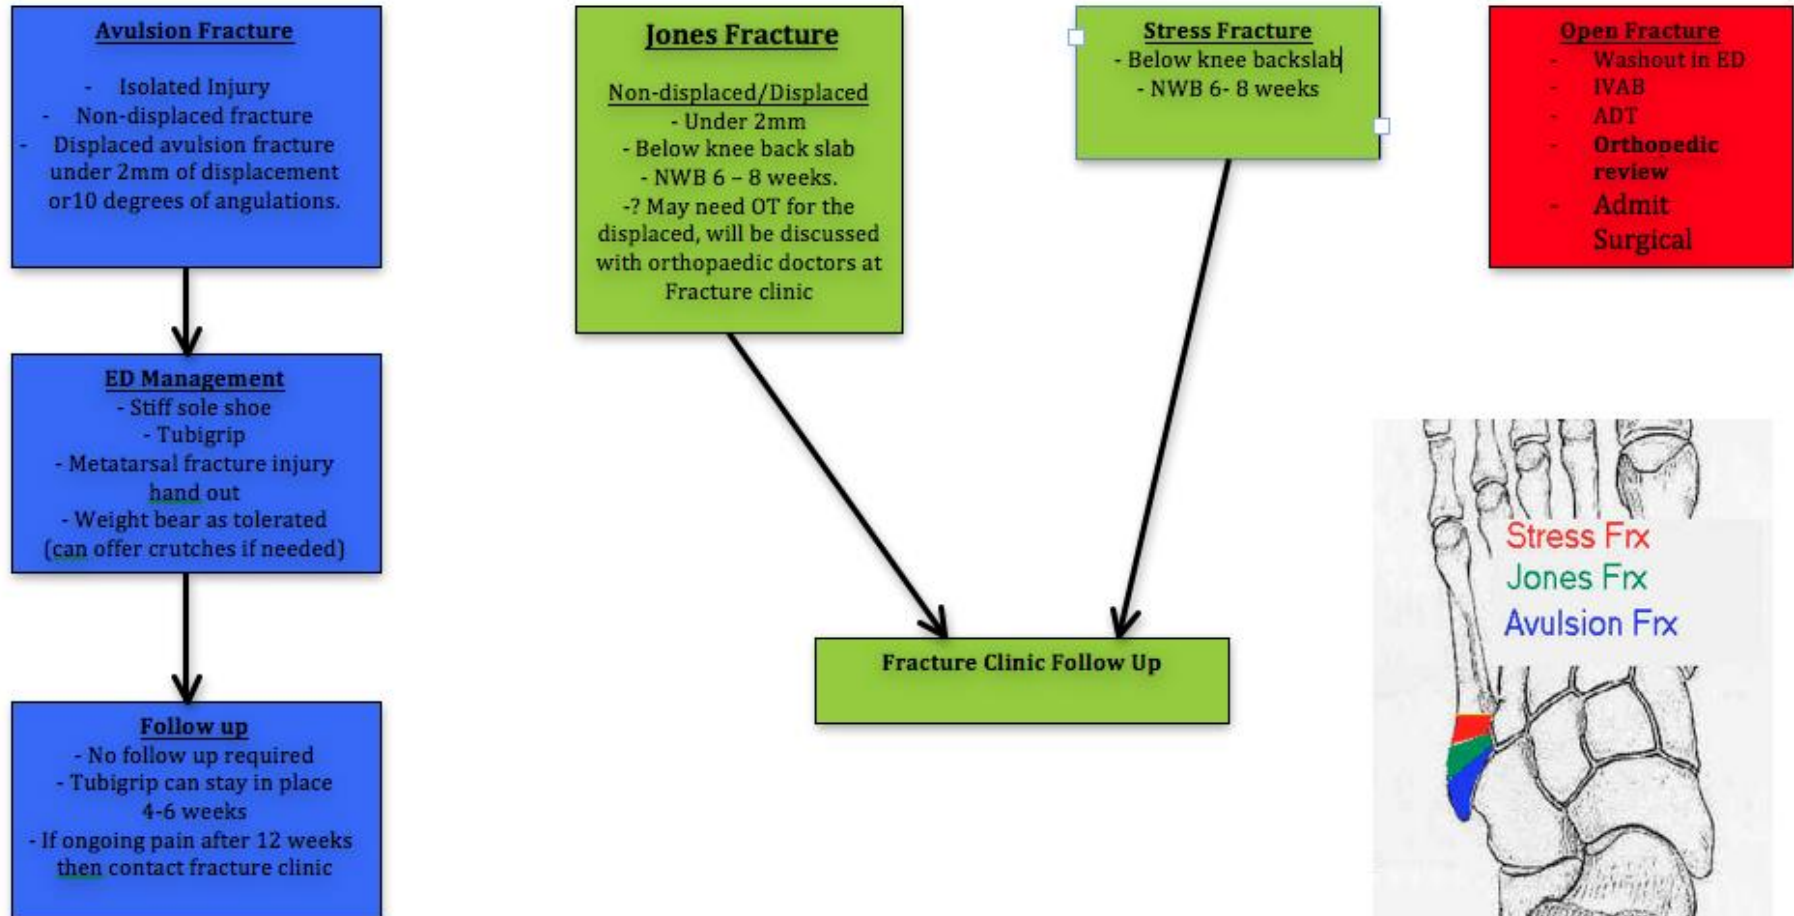 Avulsion Fracture
- Isolated Injury
- Non-displaced fracture
- Displaced avulsion fracture
under 2mm of displacement
or10 degrees of angulations.
ED Management
- Stiff sole shoe
- Tubigrip
- Metatarsal fracture injury
hand out
- Weight bear as tolerated
(can offer crutches if needed)
Follow up
- No follow up required
- Tubigrip can stay in place
4-6 weeks
- If ongoing pain after 12 weeks
then contact fracture clinic
Jones Fracture
Non-displaced/Displaced
- Under 2mm
- Below knee back slab
- NWB 6 – 8 weeks.
-? May need OT for the
displaced, will be discussed
with orthopaedic doctors at
Fracture clinic
Stress Fracture
- Below knee backslab
- NWB 6- 8 weeks
Fracture Clinic Follow Up
Open Fracture
- Washout in ED
- IVAB
- ADT
- Orthopedic
review
- Admit
Surgical
Stress Frx
Jones Frx
Avulsion Frx